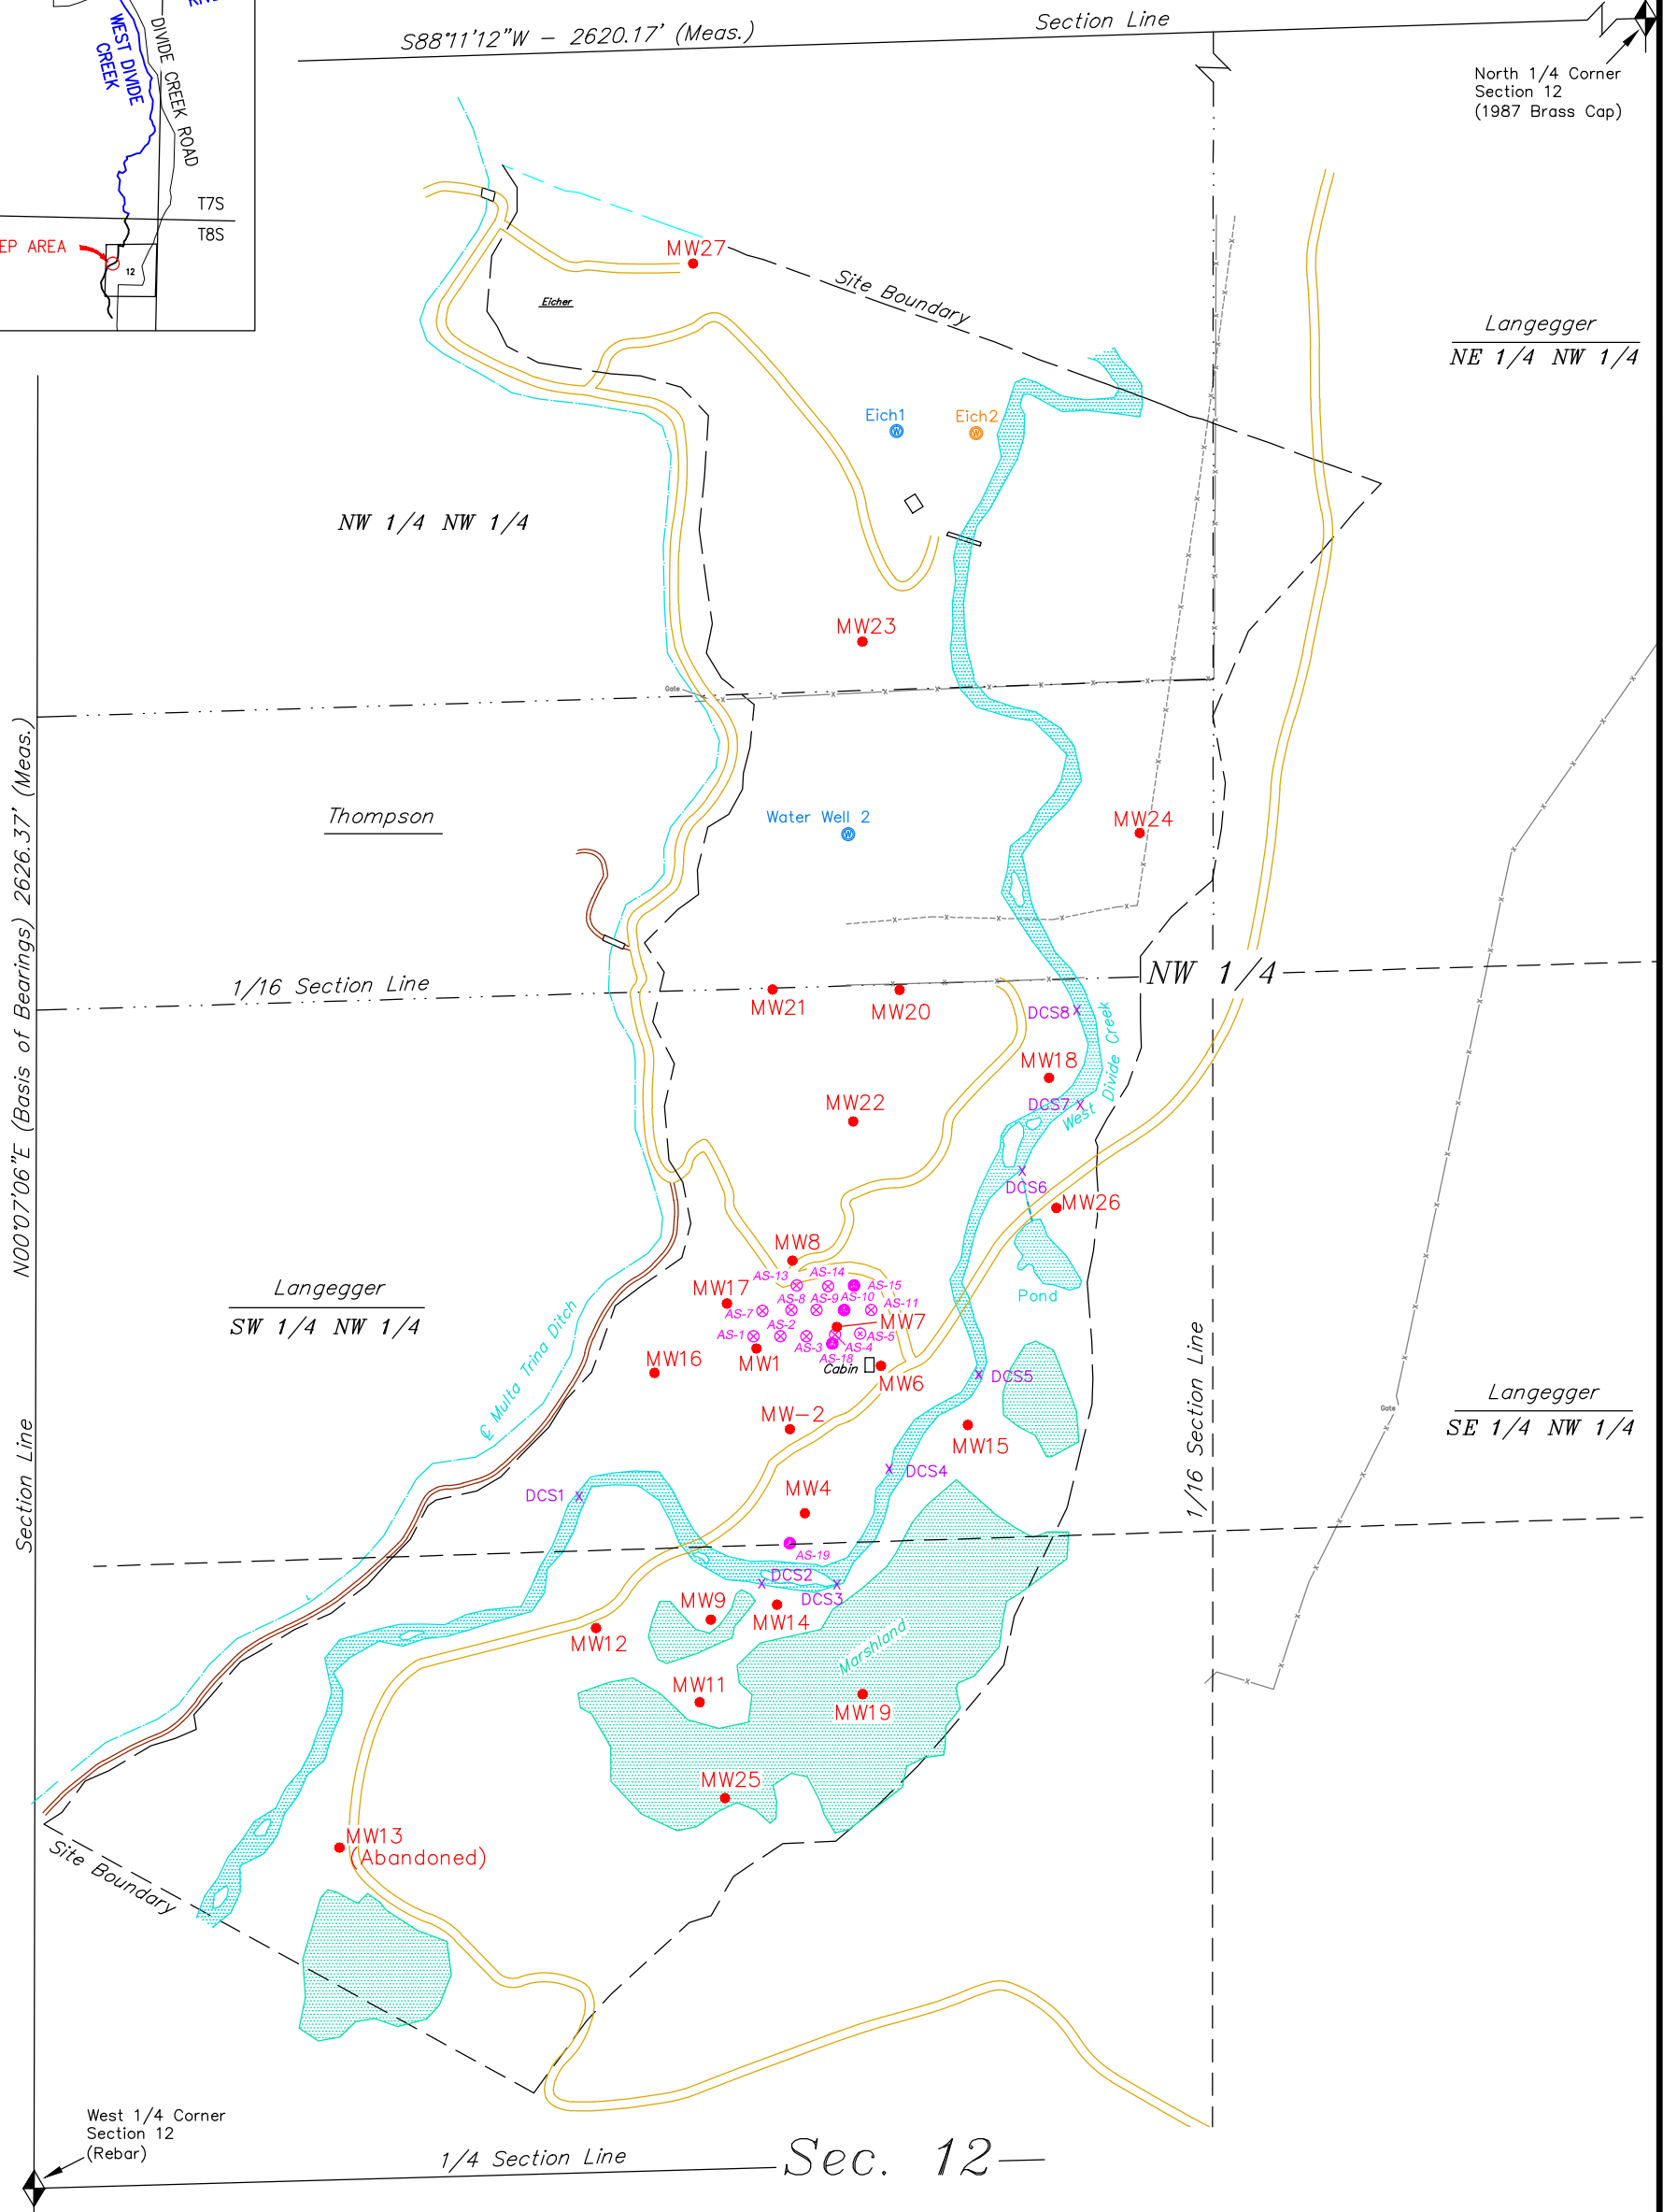 WEST DIVIDE
CREEK
DIVIDE CREEK ROAD
T7S
T8S
EP AREA
12
S88°11'12"W - 2620.17' (Meas.)
Section Line
North 1/4 Corner
Section 12
(1987 Brass Cap)
MW27
Site Boundary
Eicher
Langegger
NE 1/4 NW 1/4
Eich1
Eich2
NW 1/4 NW 1/4
MW23
Gate
Thompson
Water Well 2
MW24
N00°07'06"E (Basis of Bearings) 2626.37' (Meas.)
1/16 Section Line
NW 1/4
MW21
MW20
DCS8
West Divide Creek
MW18
MW22
DCS7
DCS6
MW26
MW8
AS-13
AS-14
AS-15
Pond
Langegger
SW 1/4 NW 1/4
MW17
AS-7
AS-8
AS-9
AS-10
AS-11
MW7
AS-1
AS-2
AS-3
AS-4
AS-5
AS-18
MW16
MW1
Cabin
MW6
DCS5
℄ Multa Trina Ditch
1/16 Section Line
Gate
Langegger
SE 1/4 NW 1/4
MW-2
MW15
DCS4
Section Line
DCS1
MW4
AS-19
DCS2
DCS3
MW9
MW14
MW12
Marshland
MW11
MW19
MW25
MW13
(Abandoned)
Site Boundary
West 1/4 Corner
Section 12
(Rebar)
1/4 Section Line
Sec. 12